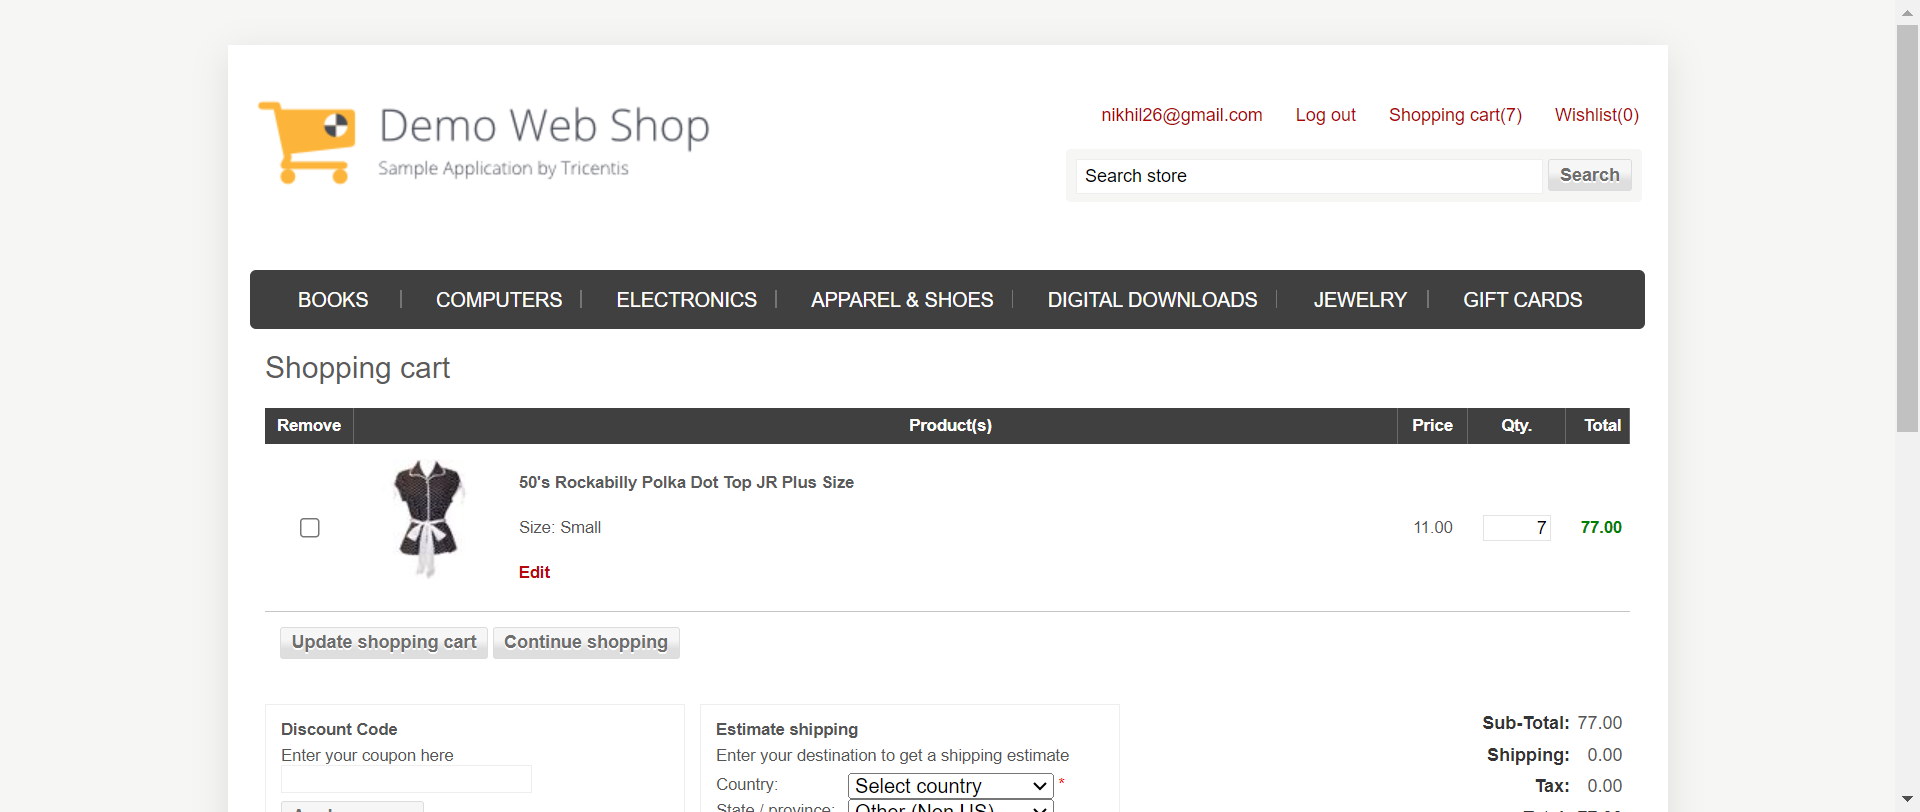 Demo Web Shop
Sample Application by Tricentis
nikhil26@gmail.com Log out Shopping cart(7) Wishlist(0)
Search store Search
BOOKS COMPUTERS ELECTRONICS APPAREL & SHOES DIGITAL DOWNLOADS JEWELRY GIFT CARDS
Shopping cart
Remove Product(s) Price Qty. Total
50's Rockabilly Polka Dot Top JR Plus Size
Size: Small 11.00 7 77.00
Edit
Update shopping cart Continue shopping
Discount Code
Enter your coupon here
Estimate shipping
Enter your destination to get a shipping estimate
Country: Select country *
State / province: Other (Non US)
Sub-Total: 77.00
Shipping: 0.00
Tax: 0.00